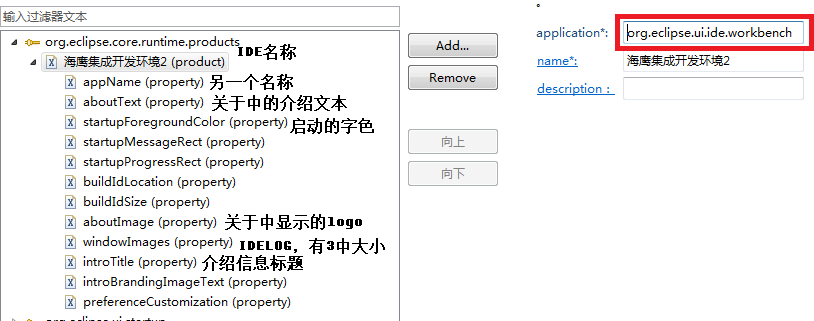 输入过滤器文本
org.eclipse.core.runtime.products
IDE名称
海鹰集成开发环境2 (product)
appName (property) 另一个名称
aboutText (property) 关于中的介绍文本
startupForegroundColor (property) 启动的字色
startupMessageRect (property)
startupProgressRect (property)
buildIdLocation (property)
buildIdSize (property)
aboutImage (property) 关于中显示的logo
windowImages (property) IDELOG，有3中大小
introTitle (property) 介绍信息标题
introBrandingImageText (property)
preferenceCustomization (property)
Add...
Remove
向上
向下
application*: org.eclipse.ui.ide.workbench
name*: 海鹰集成开发环境2
description：